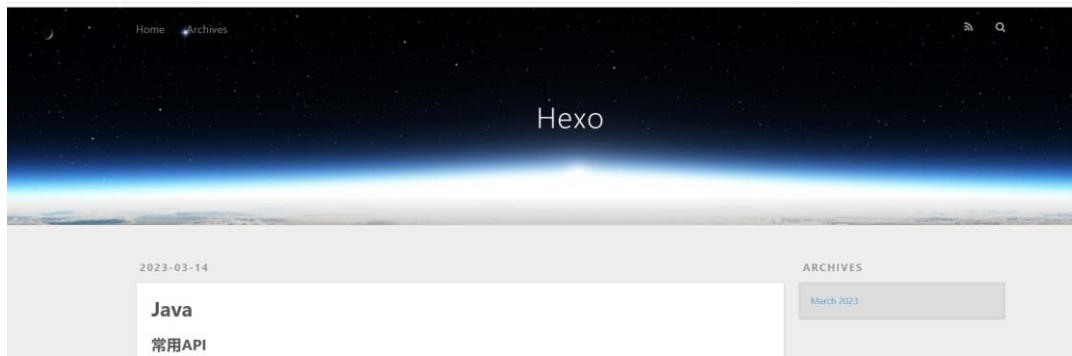 Home Archives
Hexo
2023-03-14
Java
常用API
ARCHIVES
March 2023